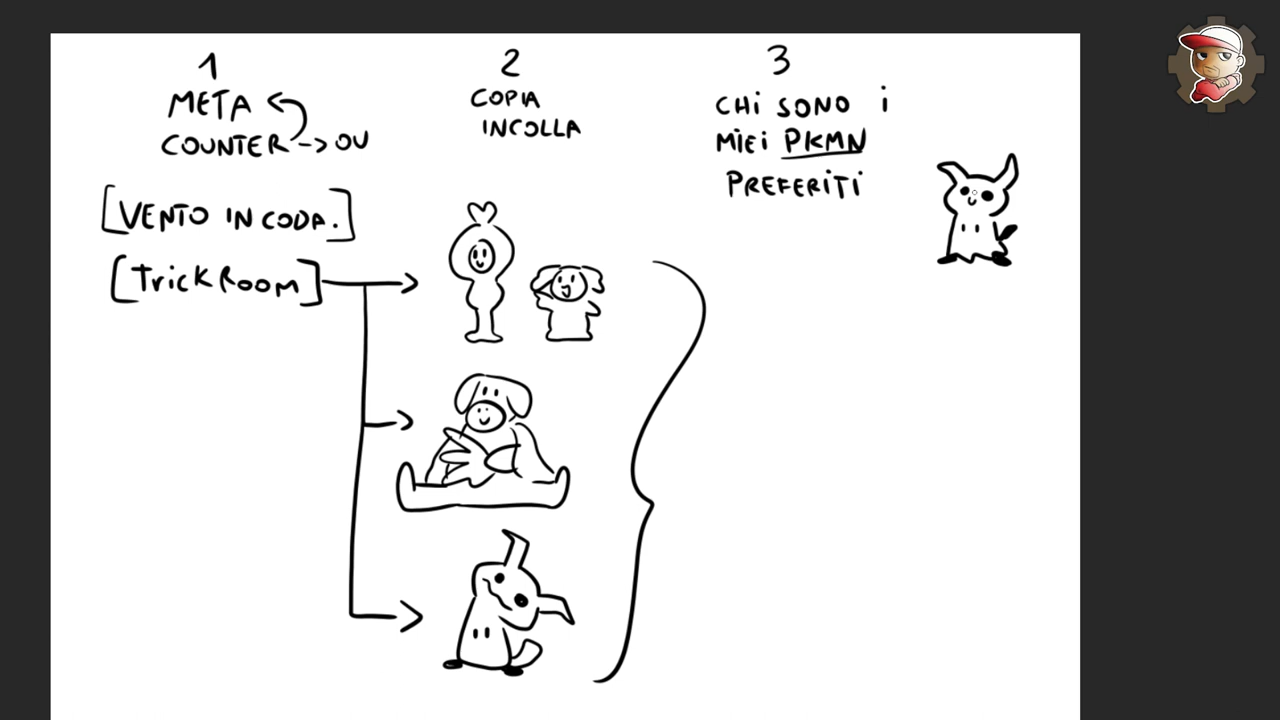 1
META
COUNTER -> OU
[VENTO IN CODA.]
[TrickRoom]
2
COPIA
INCOLLA
3
CHI SONO i
MiEi PKMN
PREFERiTi